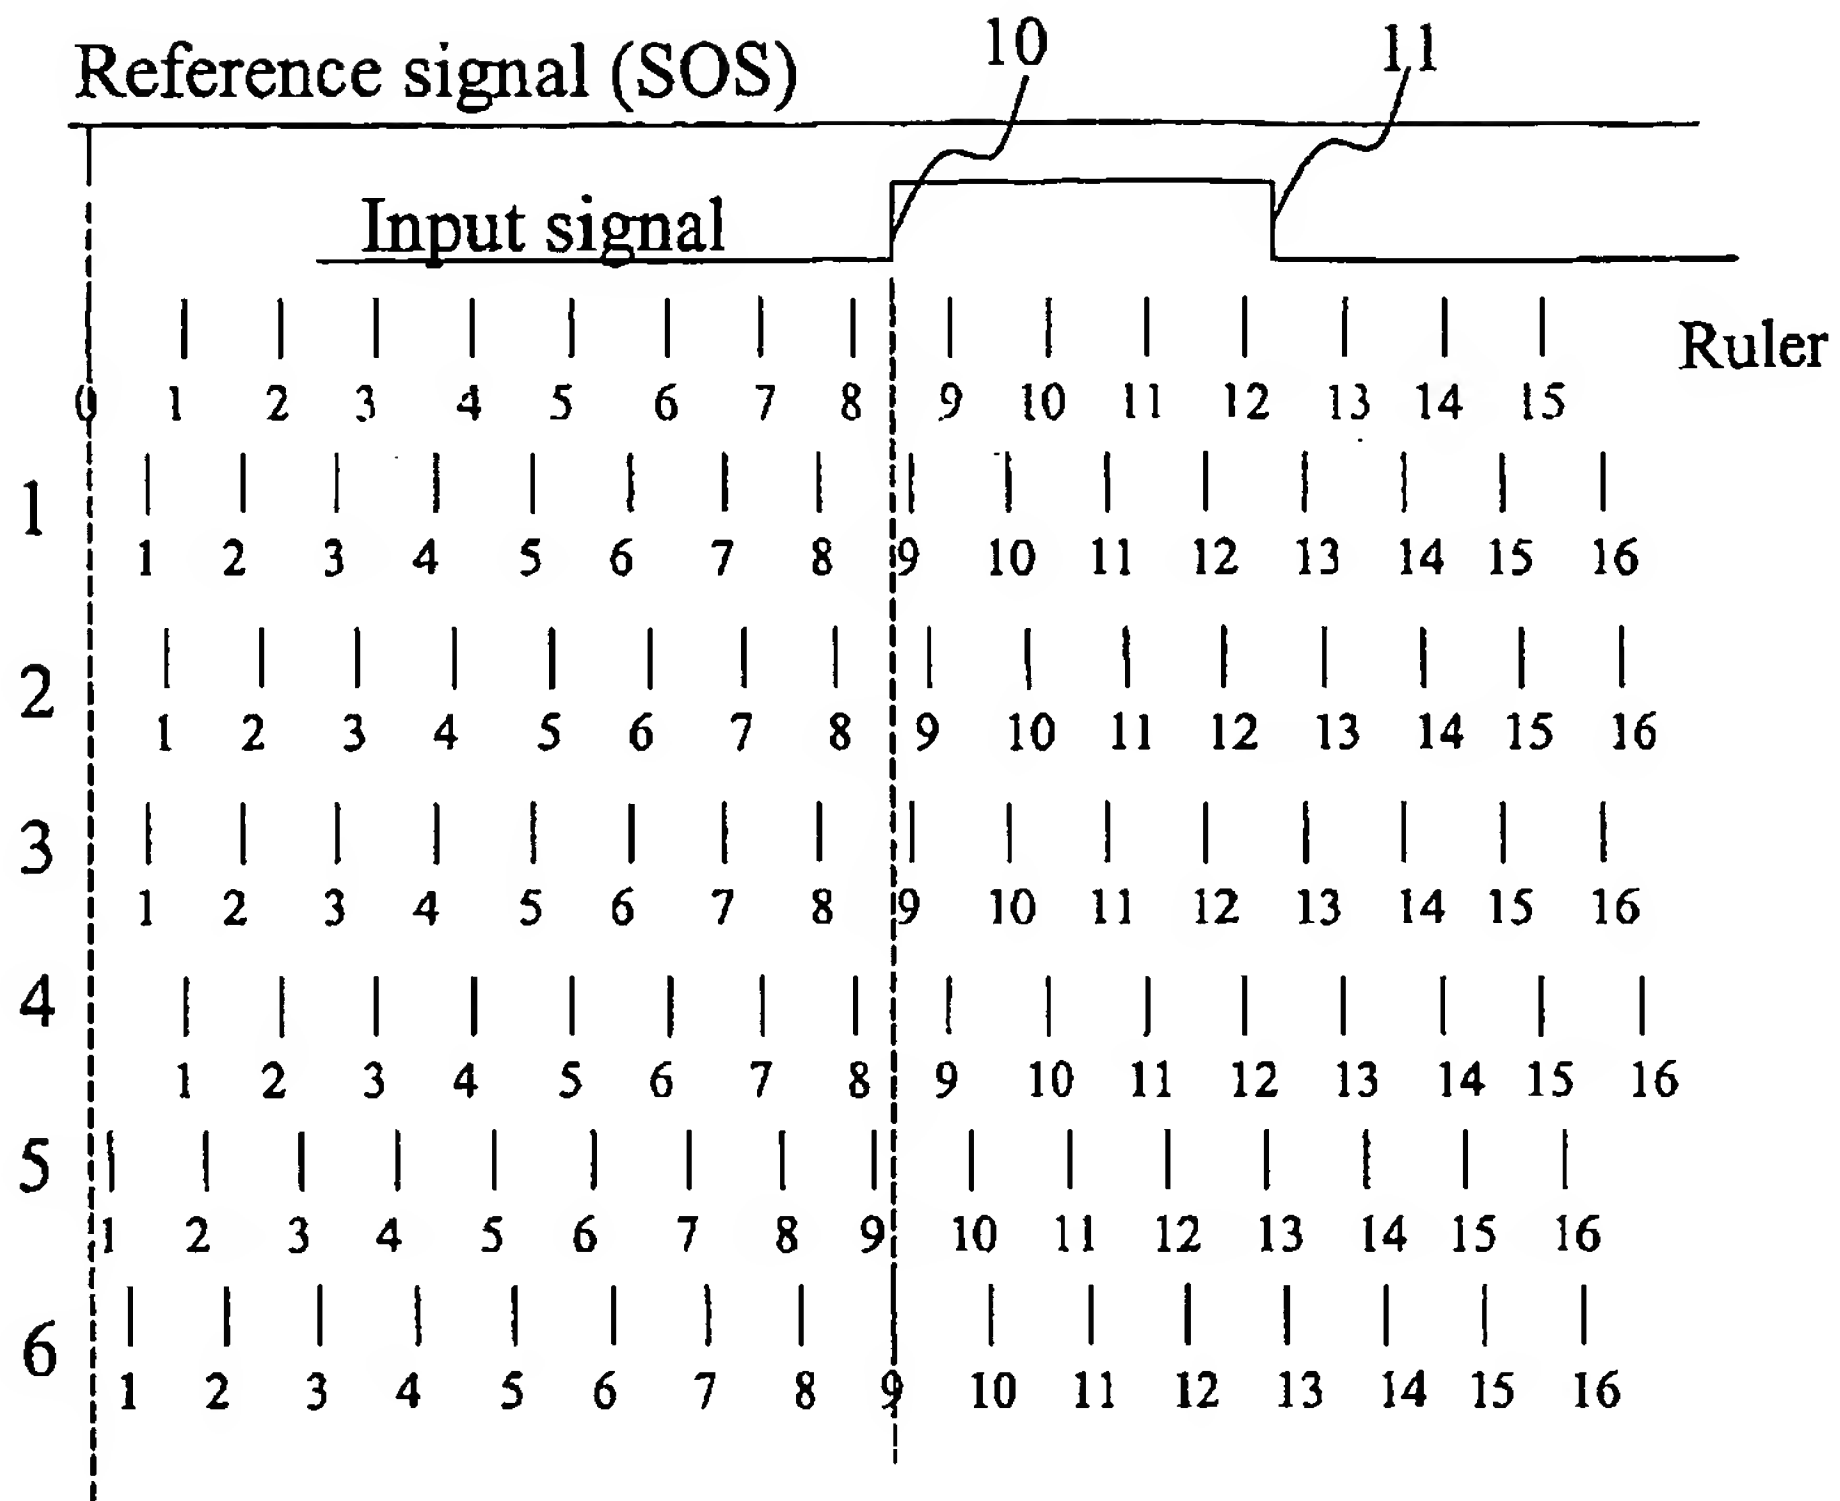 10
11
Reference signal (SOS)
Input signal
Ruler
0 1 2 3 4 5 6 7 8 9 10 11 12 13 14 15
1
1 2 3 4 5 6 7 8 9 10 11 12 13 14 15 16
2
1 2 3 4 5 6 7 8 9 10 11 12 13 14 15 16
3
1 2 3 4 5 6 7 8 9 10 11 12 13 14 15 16
4
1 2 3 4 5 6 7 8 9 10 11 12 13 14 15 16
5
1 2 3 4 5 6 7 8 9 10 11 12 13 14 15 16
6
1 2 3 4 5 6 7 8 9 10 11 12 13 14 15 16